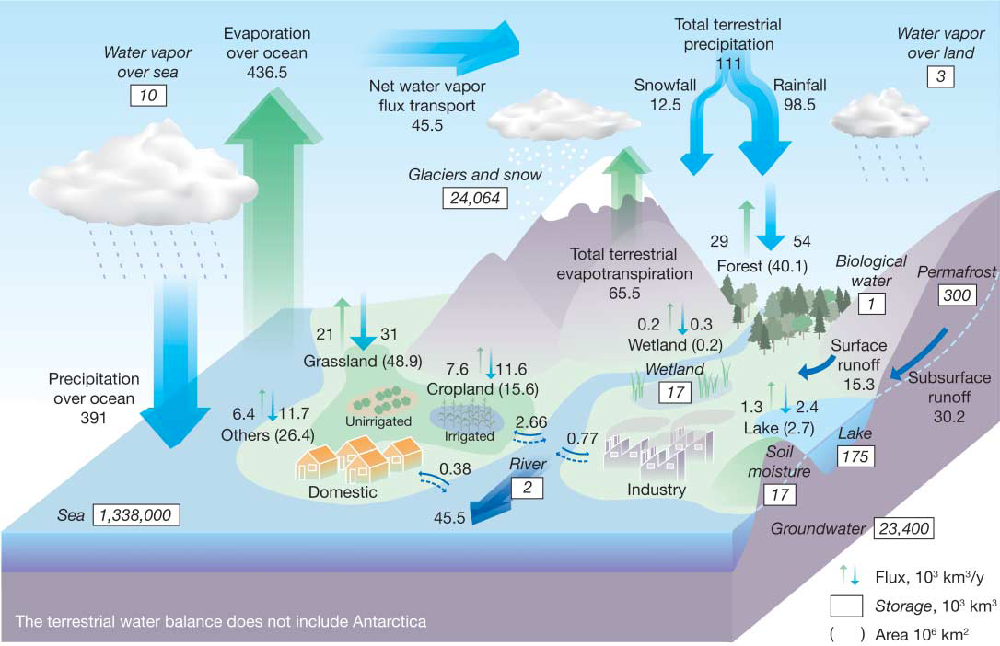 Water vapor
over sea
10
Evaporation
over ocean
436.5
Net water vapor
flux transport
45.5
Total terrestrial
precipitation
111
Snowfall
12.5
Rainfall
98.5
Water vapor
over land
3
Glaciers and snow
24,064
Total terrestrial
evapotranspiration
65.5
29
54
Forest (40.1)
Biological
water
1
Permafrost
300
21
31
Grassland (48.9)
0.2
0.3
Wetland (0.2)
Wetland
17
Surface
runoff
15.3
Subsurface
runoff
30.2
7.6
11.6
Cropland (15.6)
Precipitation
over ocean
391
6.4
11.7
Others (26.4)
Unirrigated
Irrigated
2.66
0.77
1.3
2.4
Lake (2.7)
Lake
175
Soil
moisture
17
Domestic
0.38
River
2
Industry
45.5
Sea 1,338,000
Groundwater 23,400
Flux, 10³ km³/y
Storage, 10³ km³
( ) Area 10⁶ km²
The terrestrial water balance does not include Antarctica